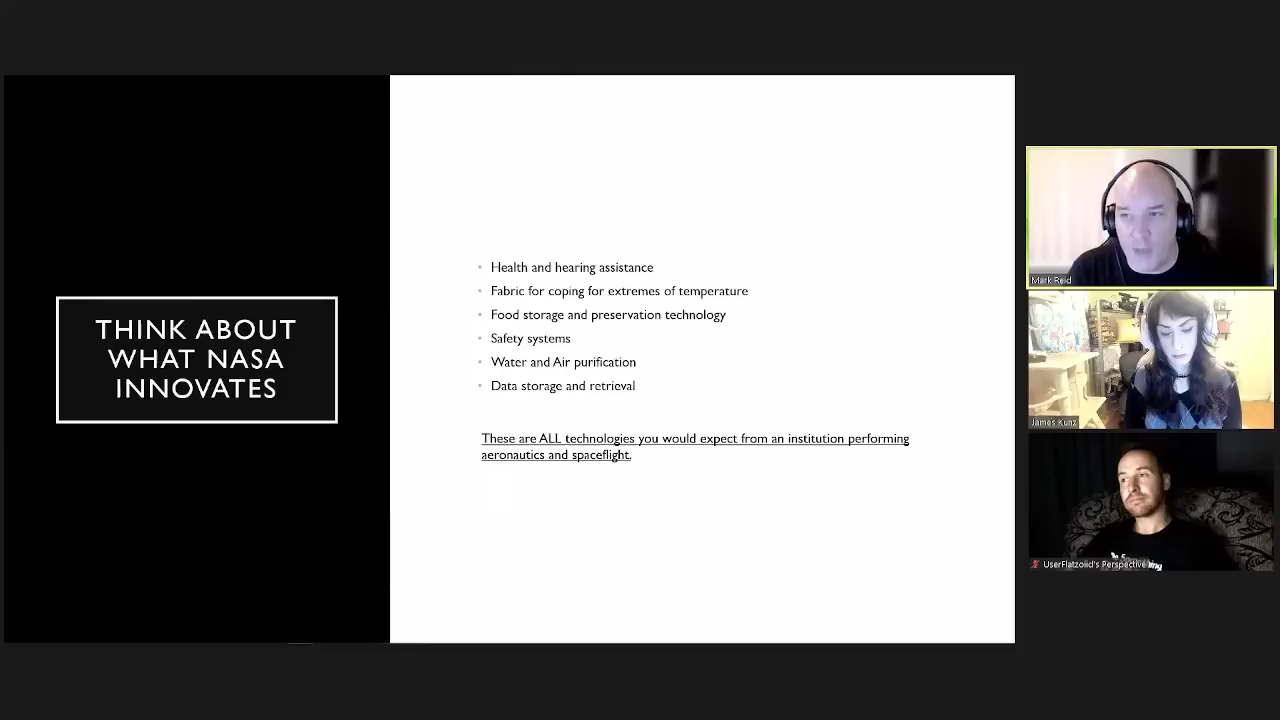 THINK ABOUT
WHAT NASA
INNOVATES
• Health and hearing assistance
• Fabric for coping for extremes of temperature
• Food storage and preservation technology
• Safety systems
• Water and Air purification
• Data storage and retrieval
These are ALL technologies you would expect from an institution performing
aeronautics and spaceflight.
Mark Reid
James Kunz
UserFlatzoiid's Perspective